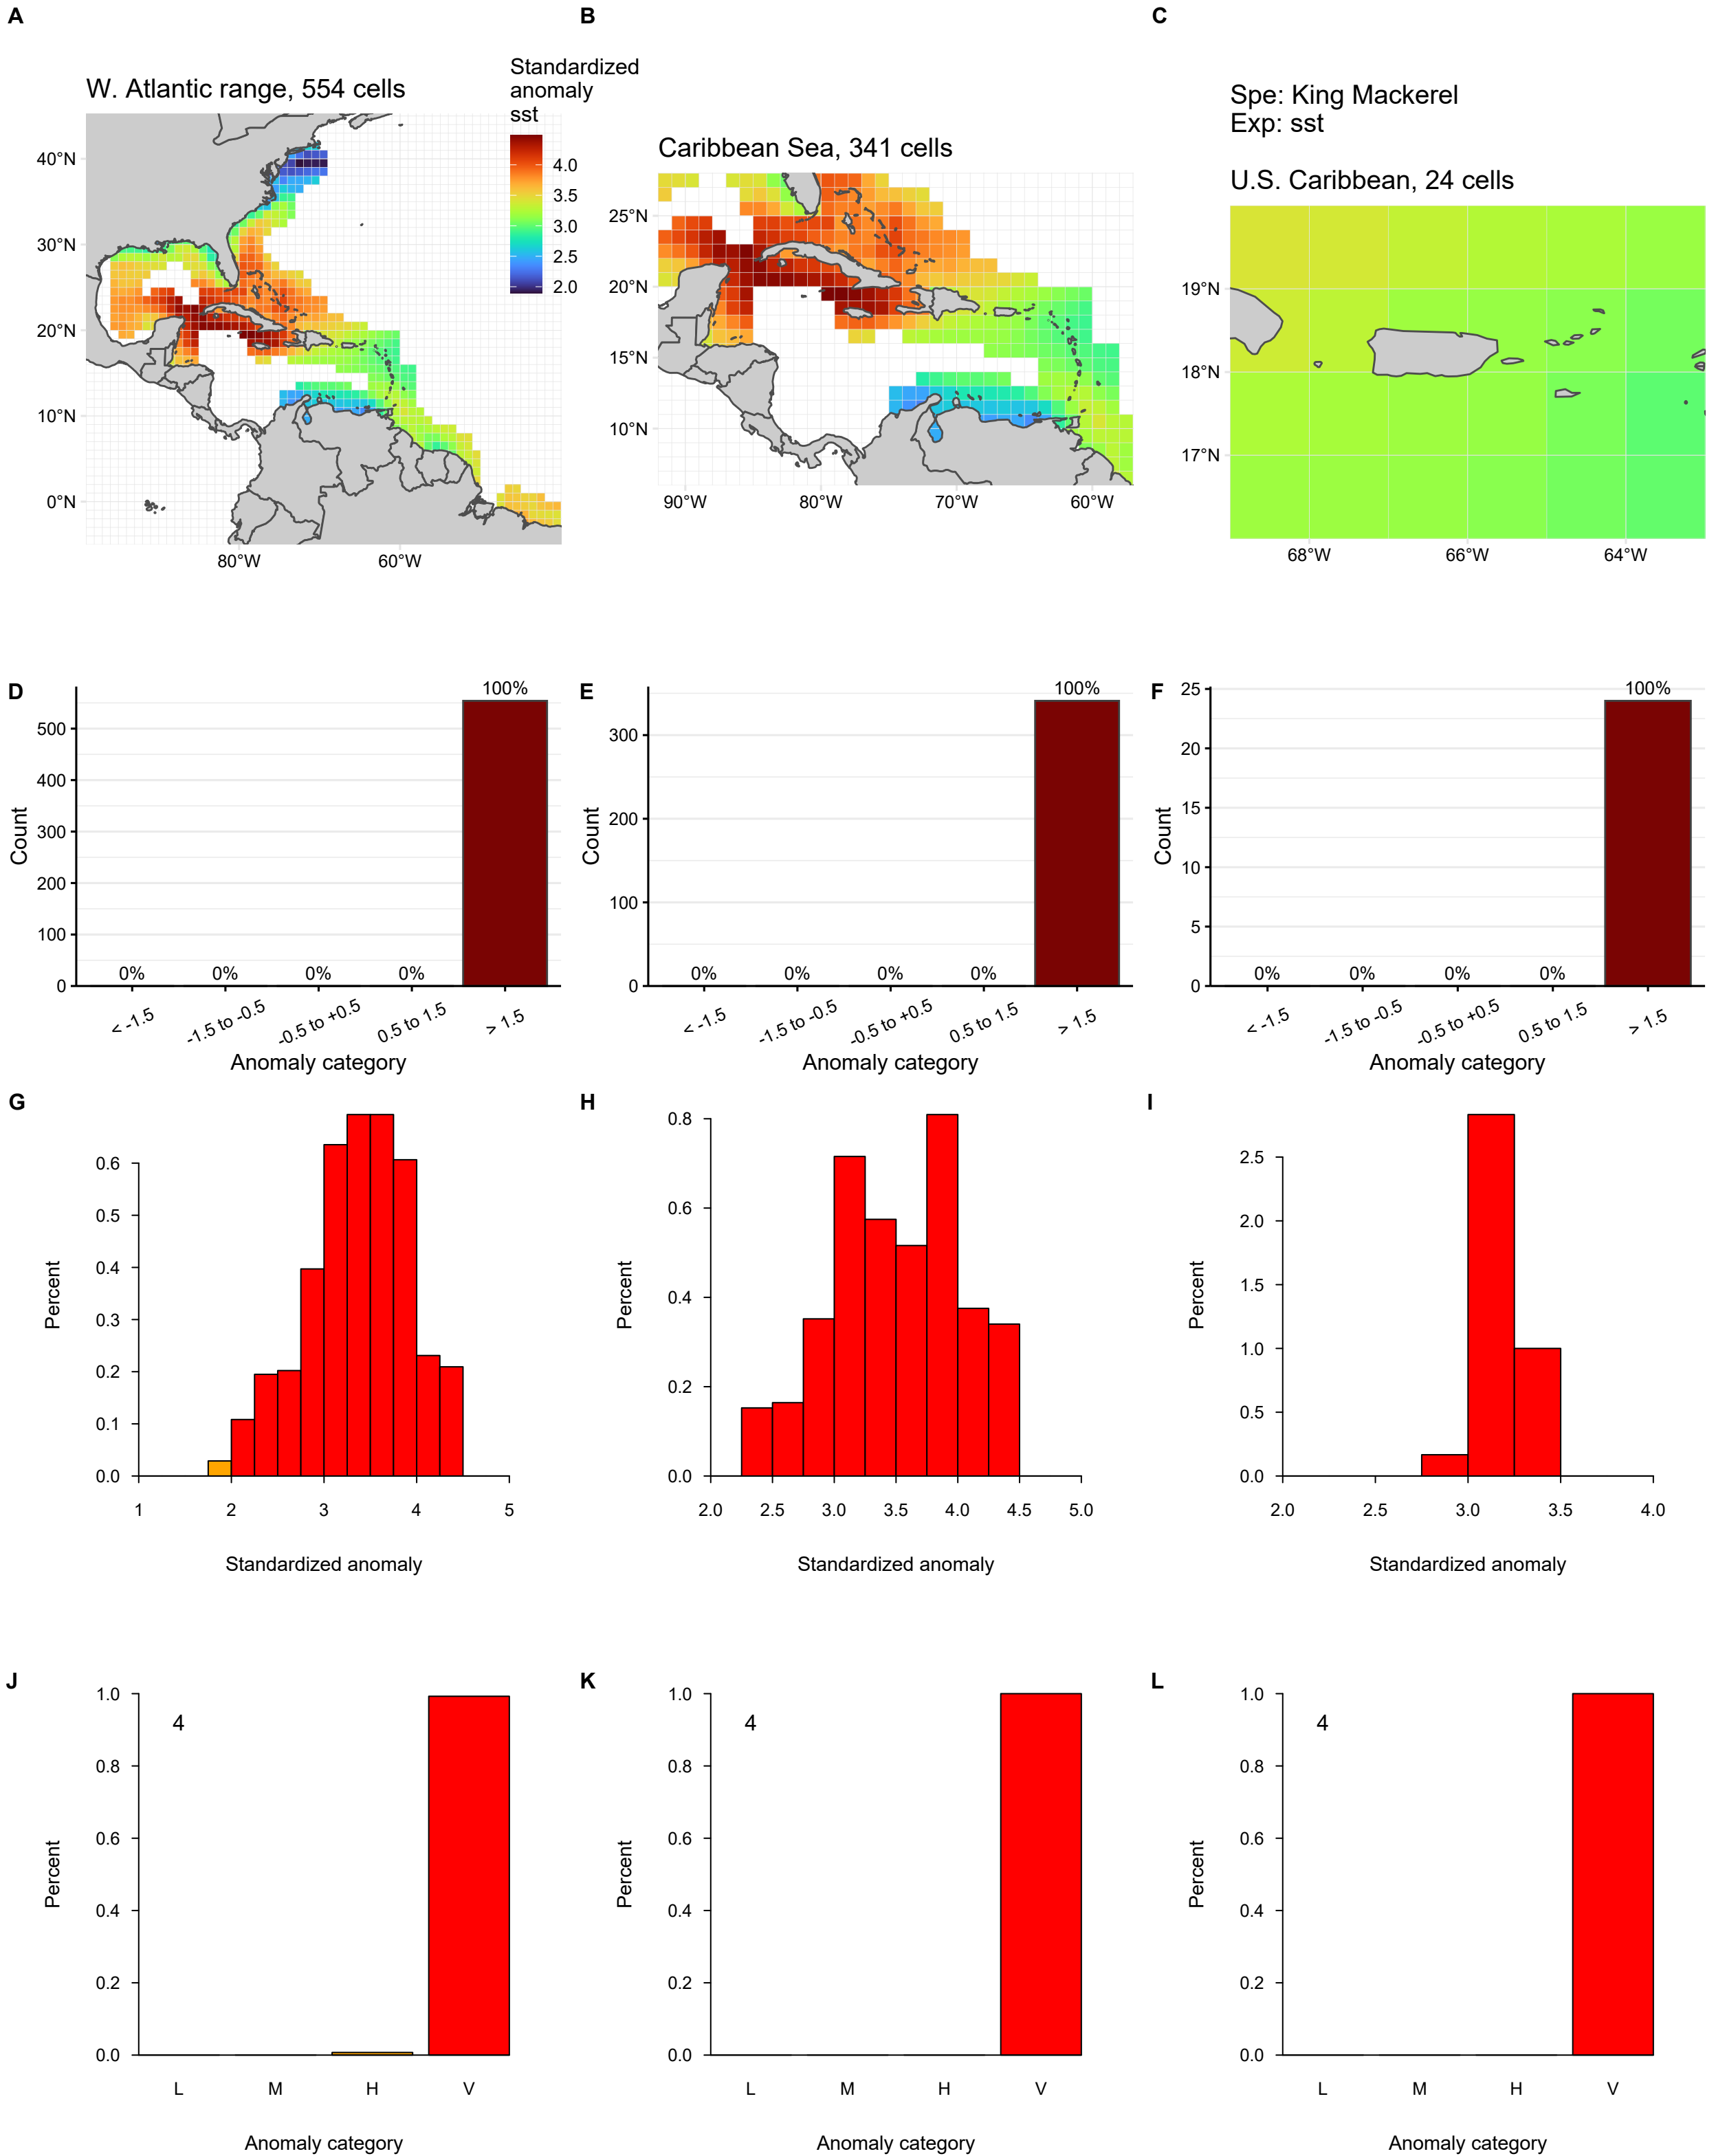 A
B
C
W. Atlantic range, 554 cells
Standardized
anomaly
sst
4.0
3.5
3.0
2.5
2.0
40°N
30°N
20°N
10°N
0°N
80°W
60°W
Caribbean Sea, 341 cells
25°N
20°N
15°N
10°N
90°W
80°W
70°W
60°W
Spe: King Mackerel
Exp: sst
U.S. Caribbean, 24 cells
19°N
18°N
17°N
68°W
66°W
64°W
D
Count
500
400
300
200
100
0
0%
0%
0%
0%
100%
< -1.5
-1.5 to -0.5
-0.5 to +0.5
0.5 to 1.5
> 1.5
Anomaly category
E
Count
300
200
100
0
0%
0%
0%
0%
100%
< -1.5
-1.5 to -0.5
-0.5 to +0.5
0.5 to 1.5
> 1.5
Anomaly category
F
Count
25
20
15
10
5
0
0%
0%
0%
0%
100%
< -1.5
-1.5 to -0.5
-0.5 to +0.5
0.5 to 1.5
> 1.5
Anomaly category
G
Percent
0.6
0.5
0.4
0.3
0.2
0.1
0.0
1
2
3
4
5
Standardized anomaly
H
Percent
0.8
0.6
0.4
0.2
0.0
2.0
2.5
3.0
3.5
4.0
4.5
5.0
Standardized anomaly
I
Percent
2.5
2.0
1.5
1.0
0.5
0.0
2.0
2.5
3.0
3.5
4.0
Standardized anomaly
J
Percent
1.0
0.8
0.6
0.4
0.2
0.0
4
L
M
H
V
Anomaly category
K
Percent
1.0
0.8
0.6
0.4
0.2
0.0
4
L
M
H
V
Anomaly category
L
Percent
1.0
0.8
0.6
0.4
0.2
0.0
4
L
M
H
V
Anomaly category